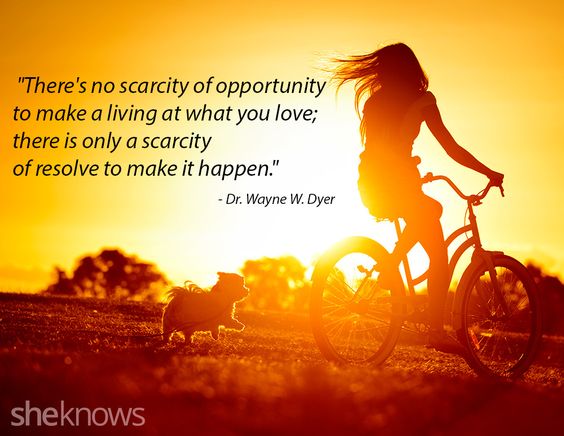 "There's no scarcity of opportunity
to make a living at what you love;
there is only a scarcity
of resolve to make it happen."
- Dr. Wayne W. Dyer
sheknows